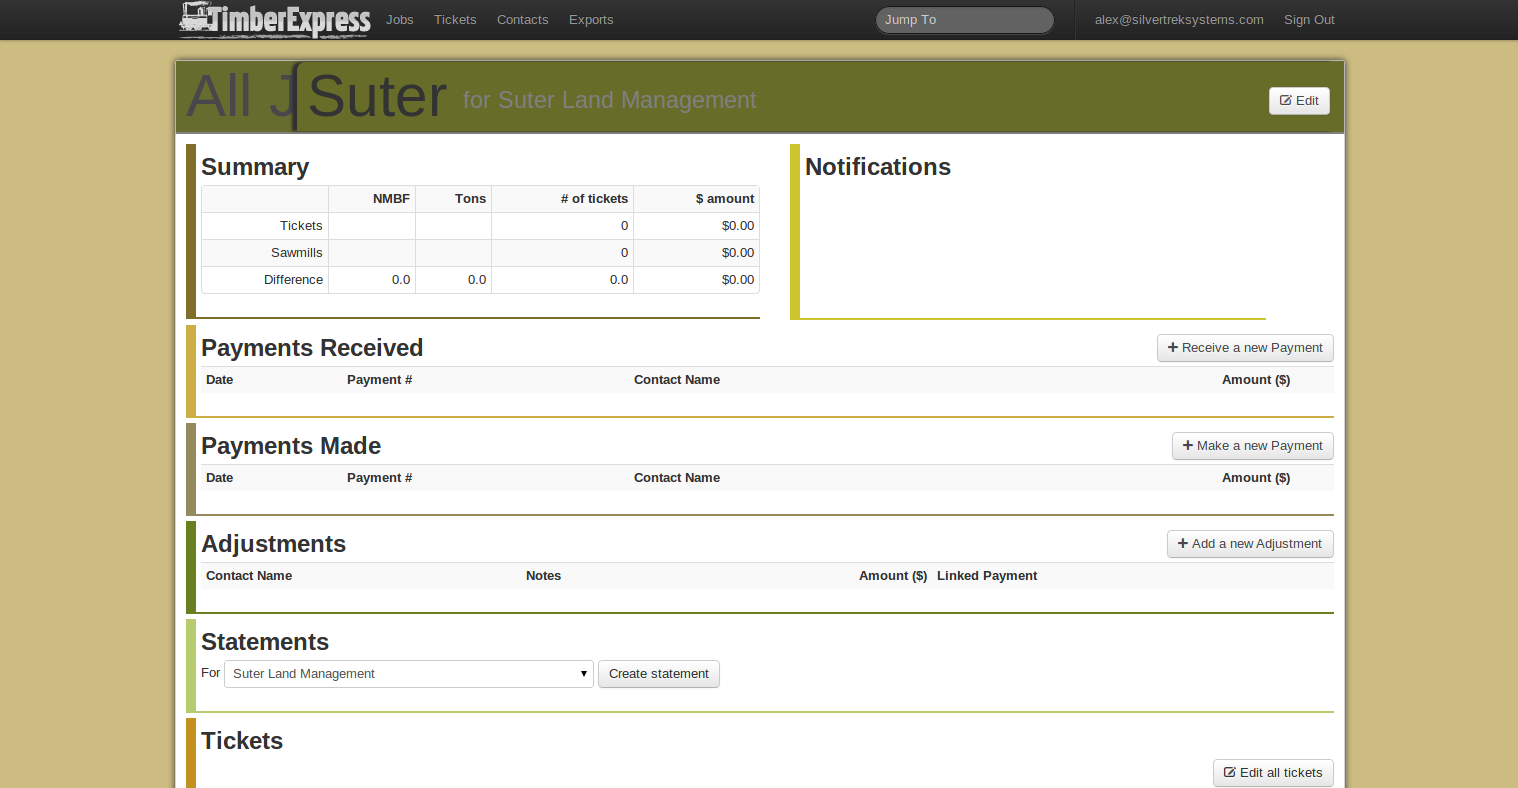 TimberExpress Jobs Tickets Contacts Exports Jump To alex@silvertreksystems.com Sign Out
All J Suter for Suter Land Management Edit
Summary
NMBF Tons # of tickets $ amount
Tickets 0 $0.00
Sawmills 0 $0.00
Difference 0.0 0.0 0.0 $0.00
Notifications
Payments Received Receive a new Payment
Date Payment # Contact Name Amount ($)
Payments Made Make a new Payment
Date Payment # Contact Name Amount ($)
Adjustments Add a new Adjustment
Contact Name Notes Amount ($) Linked Payment
Statements
For Suter Land Management Create statement
Tickets
Edit all tickets